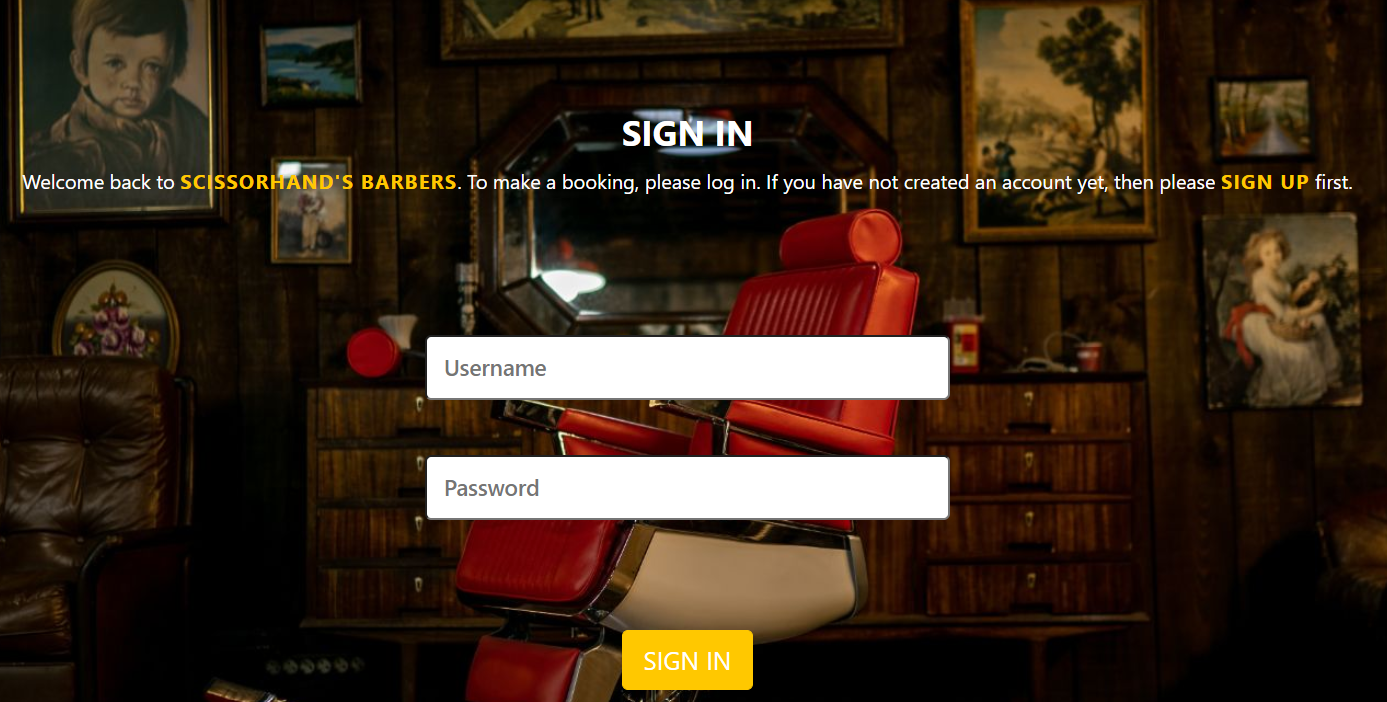 SIGN IN
Welcome back to SCISSORHAND'S BARBERS. To make a booking, please log in. If you have not created an account yet, then please SIGN UP first.
Username
Password
SIGN IN